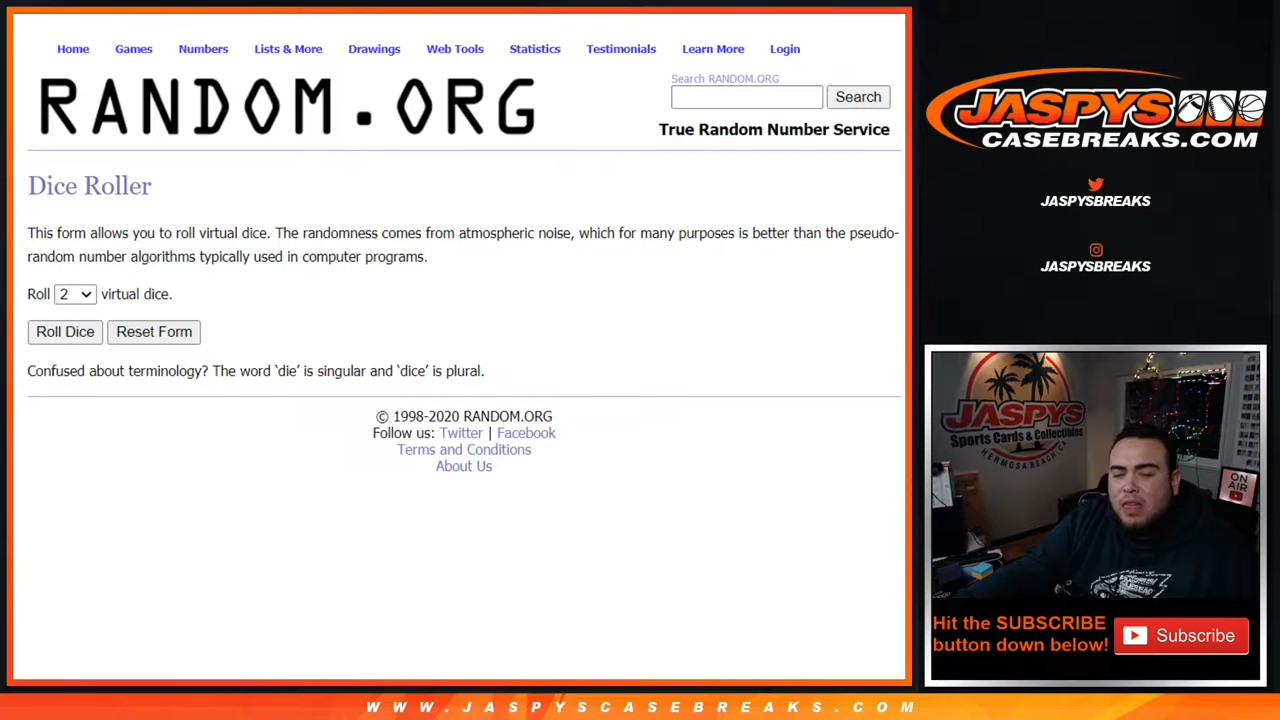 Home Games Numbers Lists & More Drawings Web Tools Statistics Testimonials Learn More Login
RANDOM.ORG
Search RANDOM.ORG
Search
True Random Number Service
Dice Roller
This form allows you to roll virtual dice. The randomness comes from atmospheric noise, which for many purposes is better than the pseudo-
random number algorithms typically used in computer programs.
Roll 2 virtual dice.
Roll Dice Reset Form
Confused about terminology? The word ‘die’ is singular and ‘dice’ is plural.
© 1998-2020 RANDOM.ORG
Follow us: Twitter | Facebook
Terms and Conditions
About Us
JASPYS
CASEBREAKS.COM
JASPYSBREAKS
JASPYSBREAKS
JASPYS
Sports Cards & Collectibles
HERMOSA BEACH, CA
ON
AIR
Hit the SUBSCRIBE
button down below!
Subscribe
WWW.JASPYSCASEBREAKS.COM